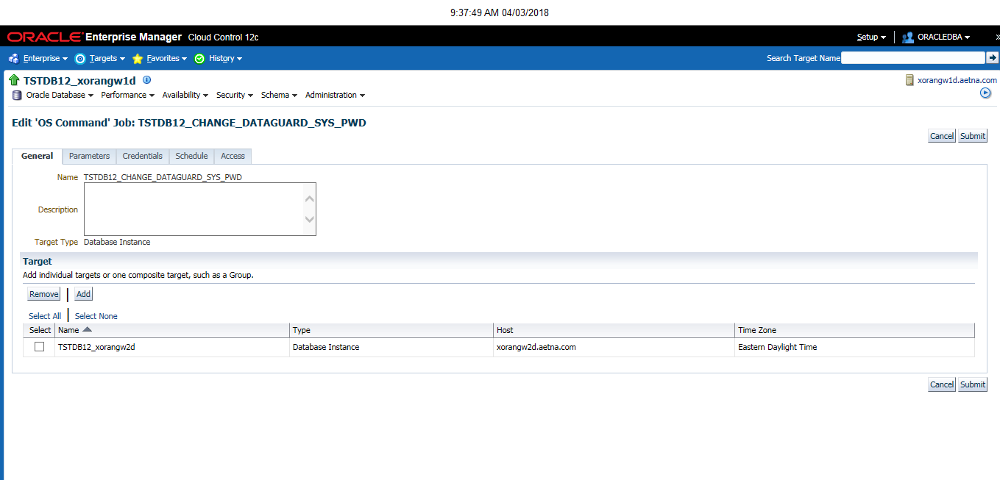 9:37:49 AM 04/03/2018
ORACLE Enterprise Manager Cloud Control 12c Setup ORACLEDBA »
Enterprise Targets Favorites History Search Target Name
TSTDB12_xorangw1d xorangw1d.aetna.com
Oracle Database Performance Availability Security Schema Administration
Edit 'OS Command' Job: TSTDB12_CHANGE_DATAGUARD_SYS_PWD
Cancel Submit
General Parameters Credentials Schedule Access
Name TSTDB12_CHANGE_DATAGUARD_SYS_PWD
Description
Target Type Database Instance
Target
Add individual targets or one composite target, such as a Group.
Remove Add
Select All Select None
Select Name Type Host Time Zone
TSTDB12_xorangw2d Database Instance xorangw2d.aetna.com Eastern Daylight Time
Cancel Submit